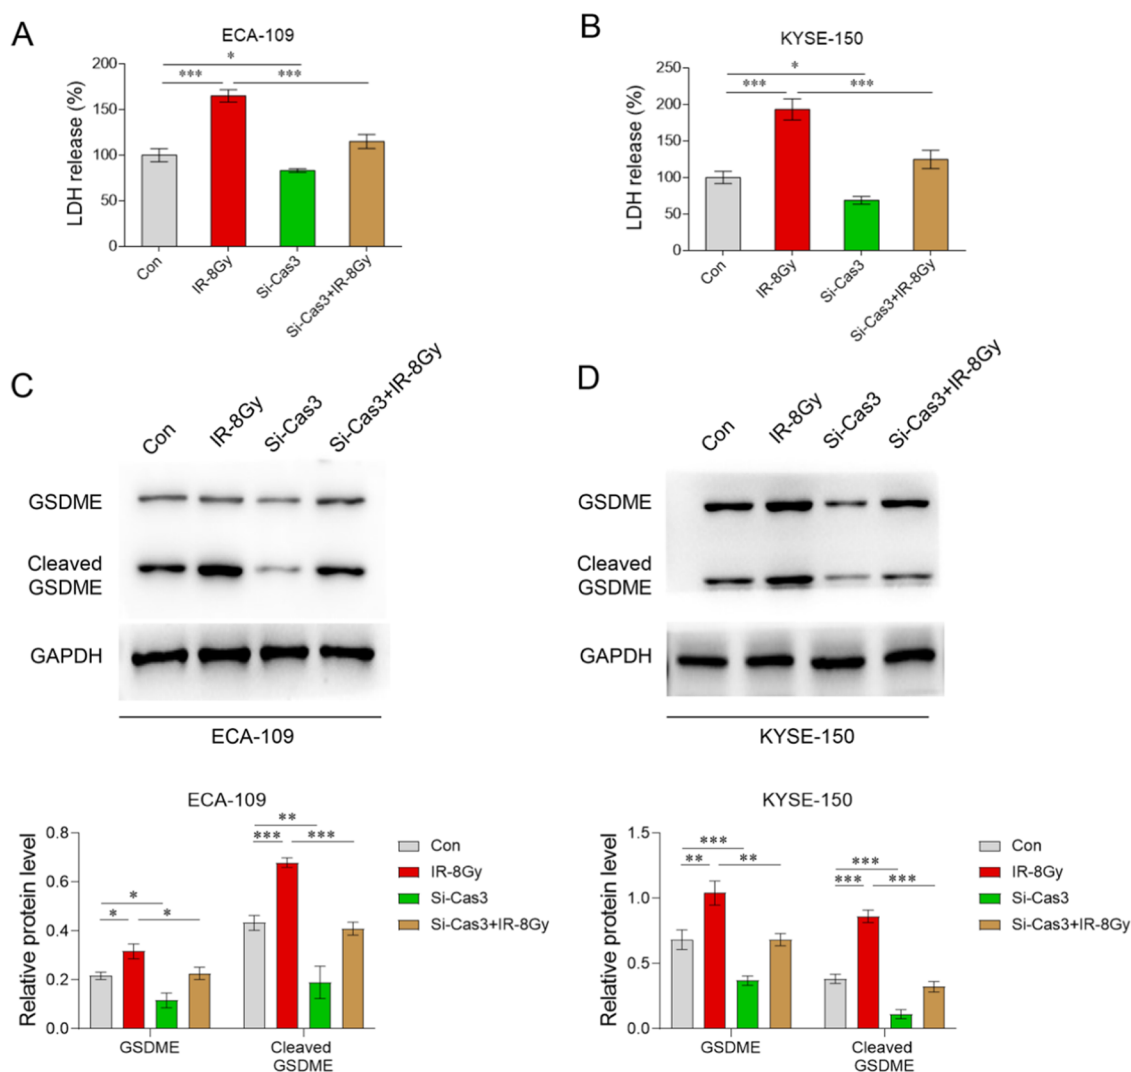 A
ECA-109
LDH release (%)
200
150
100
50
0
*
***
***
Con
IR-8Gy
Si-Cas3
Si-Cas3+IR-8Gy
B
KYSE-150
LDH release (%)
250
200
150
100
50
0
*
***
***
Con
IR-8Gy
Si-Cas3
Si-Cas3+IR-8Gy
C
Con
IR-8Gy
Si-Cas3
Si-Cas3+IR-8Gy
GSDME
Cleaved
GSDME
GAPDH
ECA-109
D
Con
IR-8Gy
Si-Cas3
Si-Cas3+IR-8Gy
GSDME
Cleaved
GSDME
GAPDH
KYSE-150
ECA-109
Relative protein level
0.8
0.6
0.4
0.2
0.0
*
*
*
**
***
***
GSDME
Cleaved
GSDME
Con
IR-8Gy
Si-Cas3
Si-Cas3+IR-8Gy
KYSE-150
Relative protein level
1.5
1.0
0.5
0.0
***
**
**
***
***
***
GSDME
Cleaved
GSDME
Con
IR-8Gy
Si-Cas3
Si-Cas3+IR-8Gy